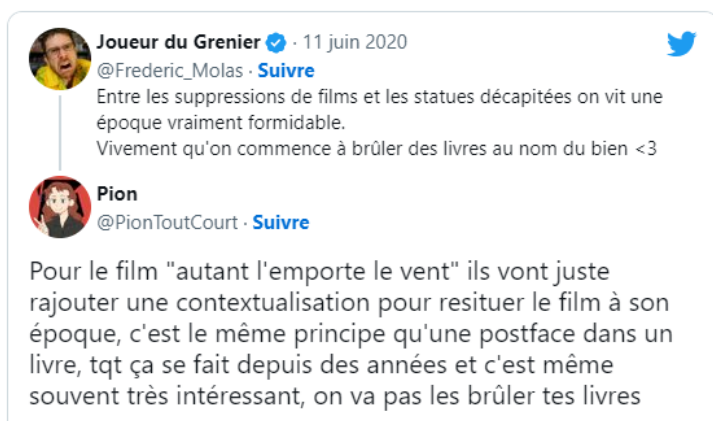 Joueur du Grenier · 11 juin 2020
@Frederic_Molas · Suivre
Entre les suppressions de films et les statues décapitées on vit une
époque vraiment formidable.
Vivement qu'on commence à brûler des livres au nom du bien <3
Pion
@PionToutCourt · Suivre
Pour le film "autant l'emporte le vent" ils vont juste
rajouter une contextualisation pour resituer le film à son
époque, c'est le même principe qu'une postface dans un
livre, tqt ça se fait depuis des années et c'est même
souvent très intéressant, on va pas les brûler tes livres